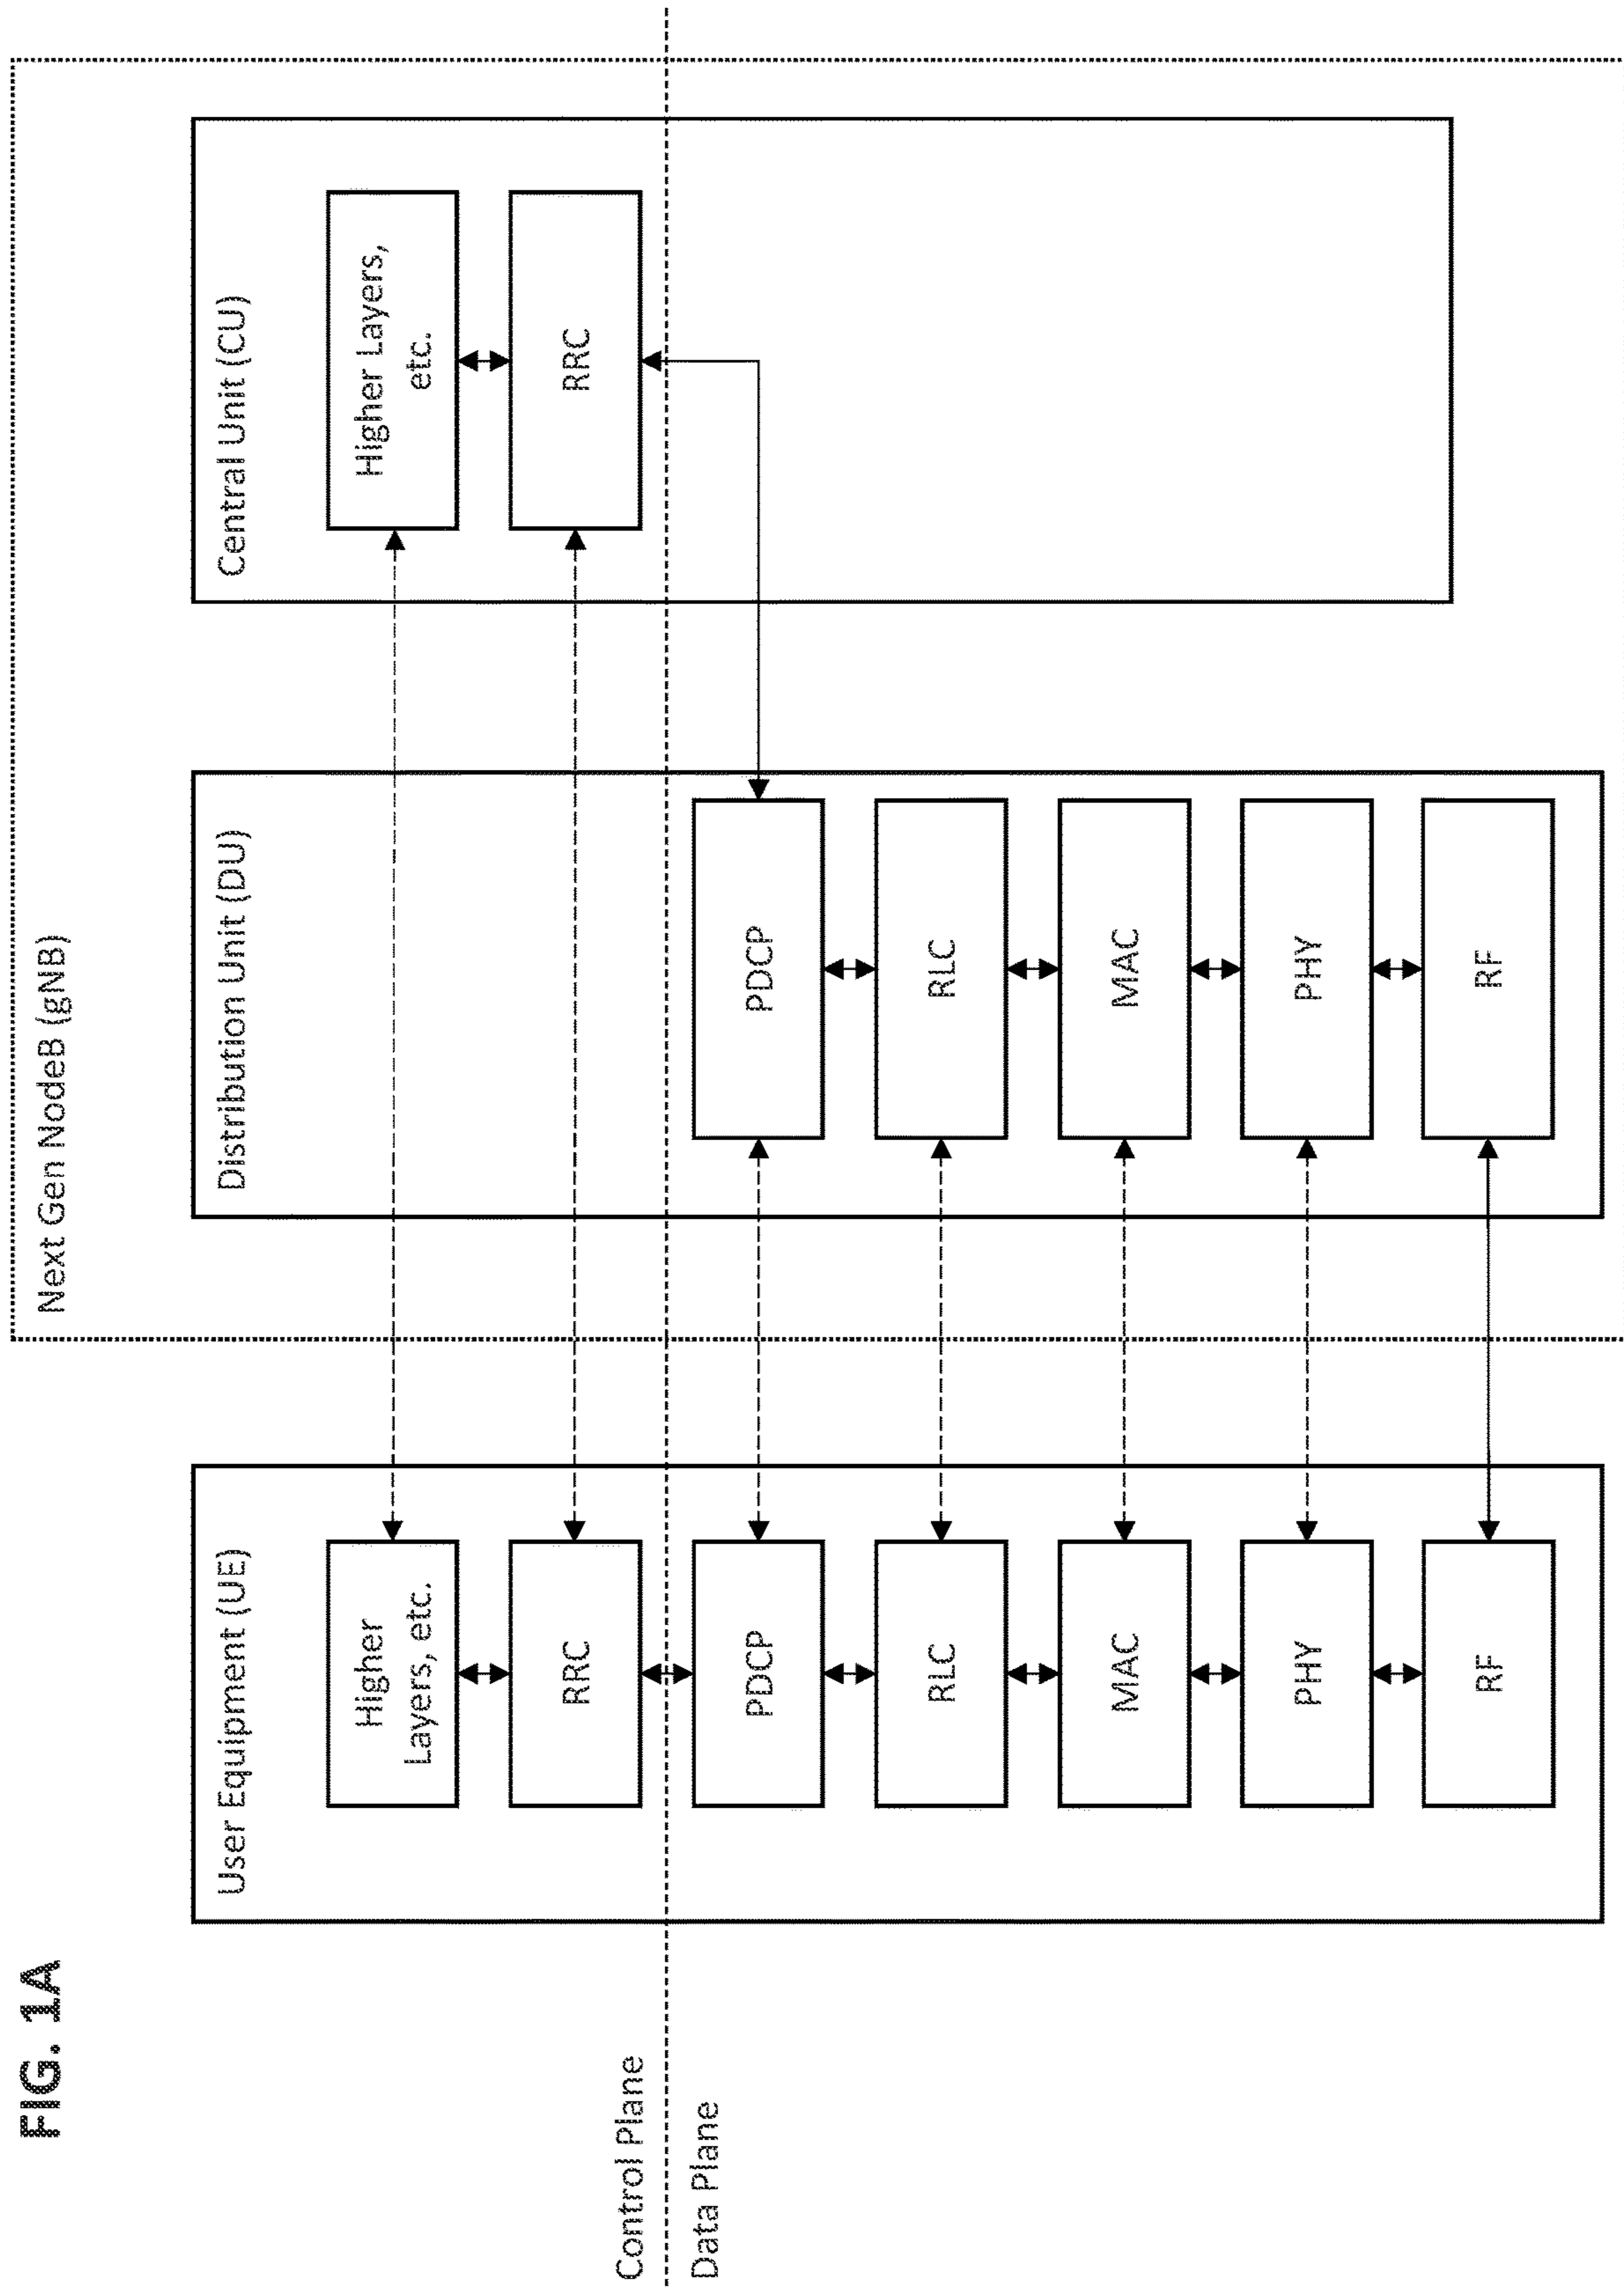 FIG. 1A
Next Gen NodeB (gNB)
User Equipment (UE)
Higher
Layers, etc.
RRC
PDCP
RLC
MAC
PHY
RF
Distribution Unit (DU)
PDCP
RLC
MAC
PHY
RF
Central Unit (CU)
Higher Layers,
etc.
RRC
Control Plane
Data Plane